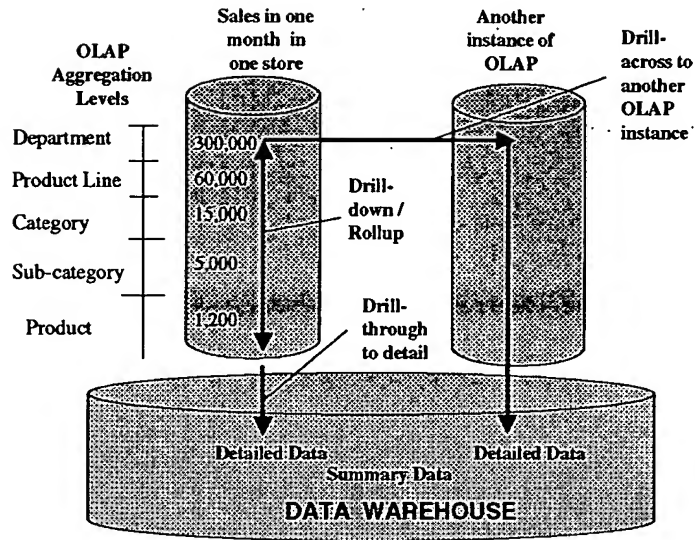 OLAP
Aggregation
Levels
Department
Product Line
Category
Sub-category
Product
Sales in one
month in
one store
300,000
60,000
15,000
5,000
1,200
Another
instance of
OLAP
Drill-
across to
another
OLAP
instance
Drill-
down /
Rollup
Drill-
through
to detail
Detailed Data
Detailed Data
Summary Data
DATA WAREHOUSE